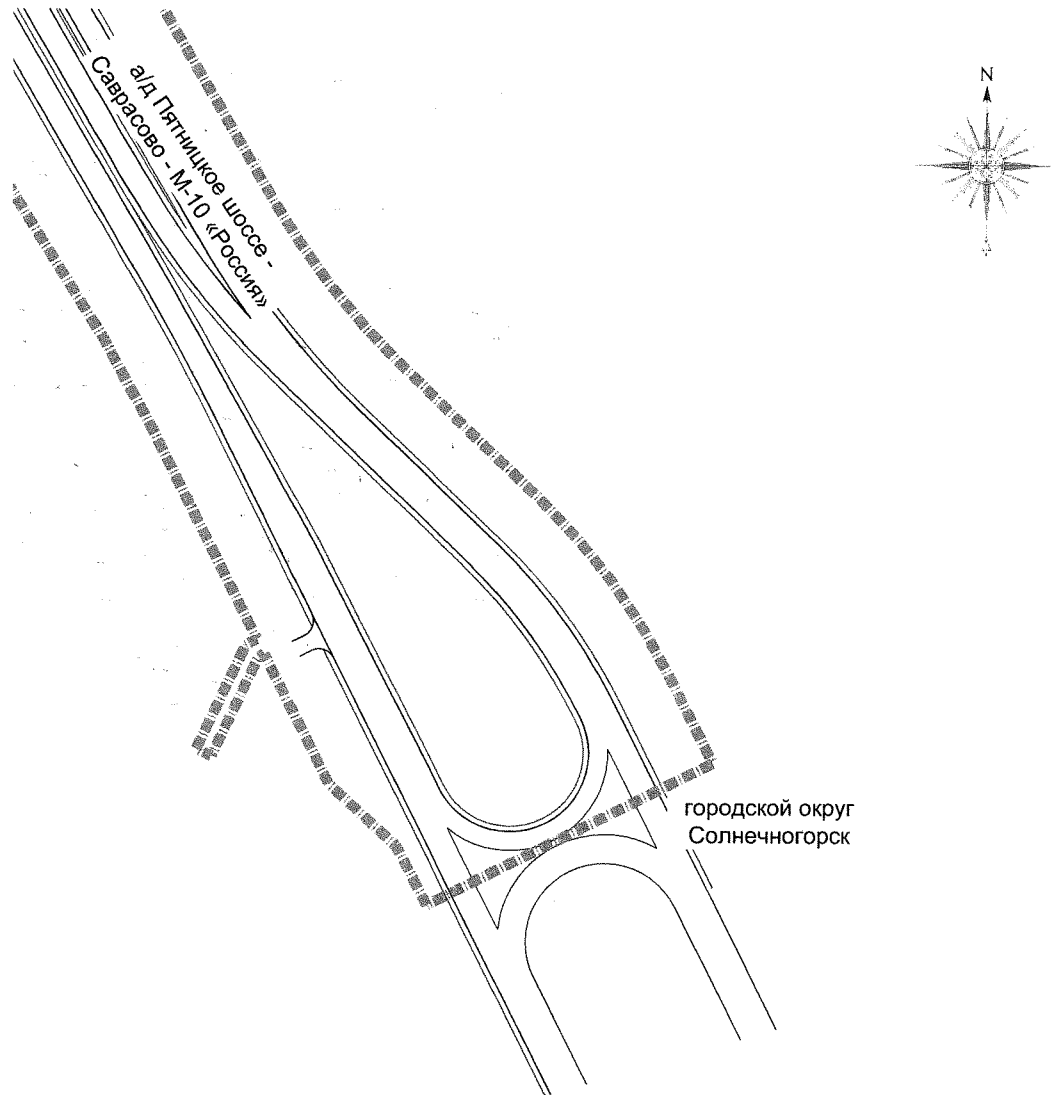 а/д Пятницкое шоссе -
Саврасово - М-10 «Россия»
N
городской округ
Солнечногорск